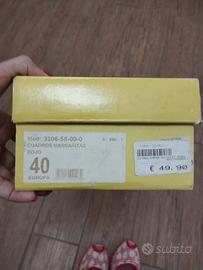 Mod: 3206-58-00-0
CUADROS MARGARITAS
ROJO
40
EUROPA
€ 49.90
subito